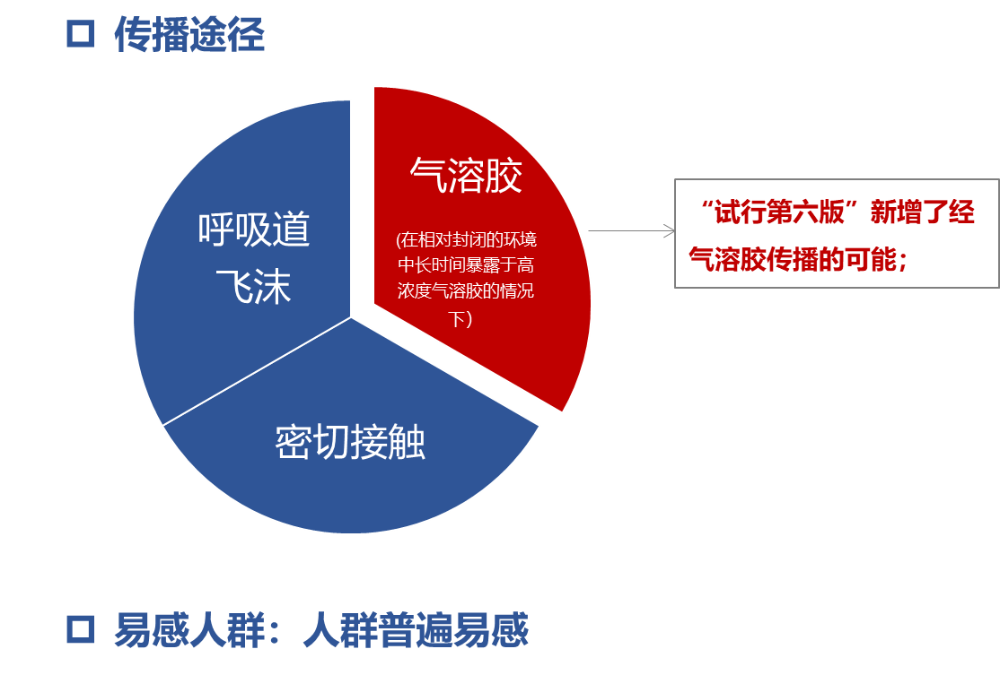 传播途径
呼吸道
飞沫
气溶胶
(在相对封闭的环境
中长时间暴露于高
浓度气溶胶的情况
下）
密切接触
“试行第六版”新增了经
气溶胶传播的可能；
易感人群：人群普遍易感